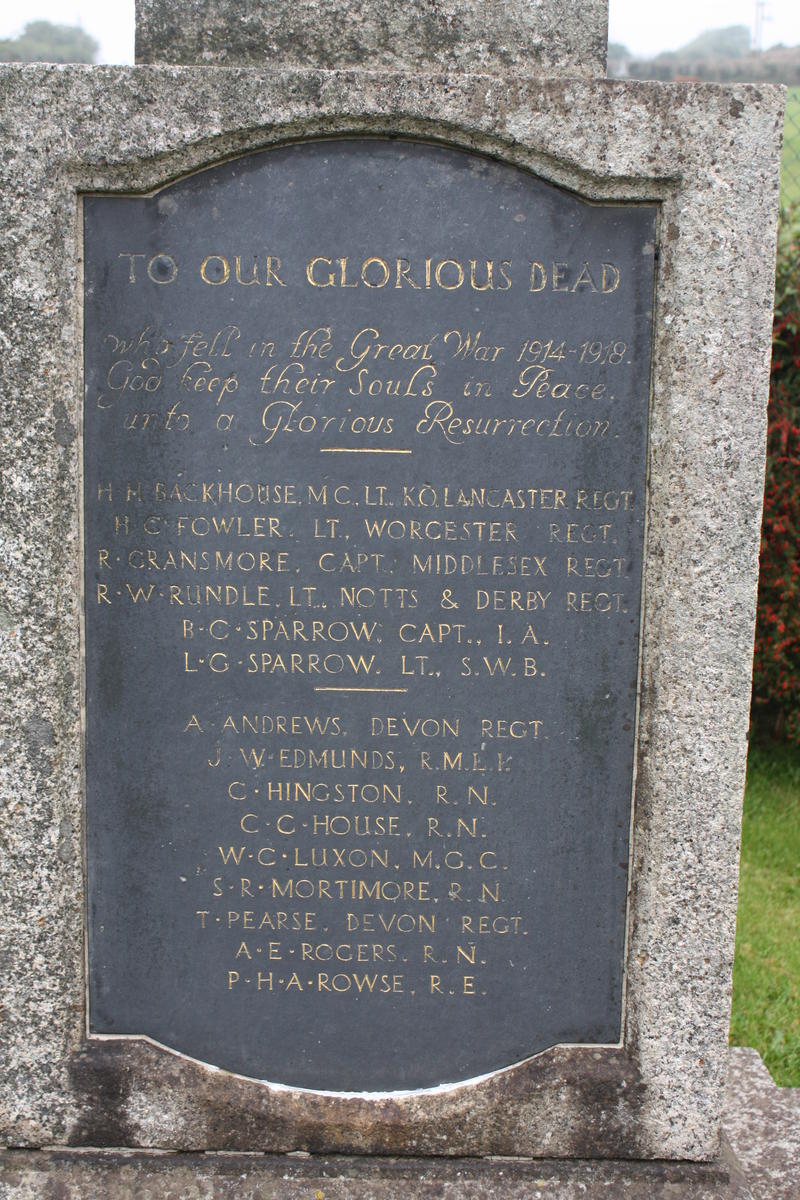 TO OUR GLORIOUS DEAD
who fell in the Great War 1914-1918.
God keep their Souls in Peace
unto a Glorious Resurrection.
H·H·BACKHOUSE, M.C., LT., K.O. LANCASTER REGT.
H·C·FOWLER, LT., WORCESTER REGT.
R·CRANSMORE, CAPT., MIDDLESEX REGT.
R·W·RUNDLE, LT., NOTTS & DERBY REGT.
B·C·SPARROW, CAPT., I.A.
L·G·SPARROW, LT., S.W.B.
A·ANDREWS, DEVON REGT.
J·W·EDMUNDS, R.M.L.I.
C·HINGSTON, R.N.
C·C·HOUSE, R.N.
W·C·LUXON, M.G.C.
S·R·MORTIMORE, R.N.
T·PEARSE, DEVON REGT.
A·E·ROGERS, R.N.
P·H·A·ROWSE, R.E.